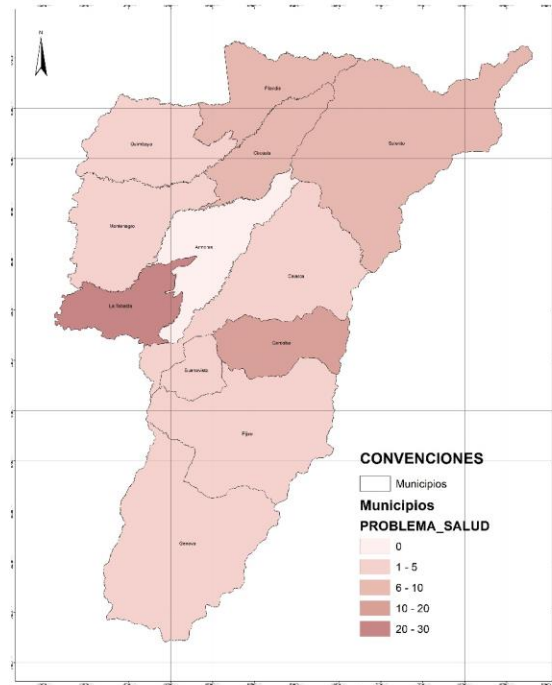 N
Filandia
Quimbaya
Circasia
Salento
Montenegro
Armenia
Calarca
La Tebaida
Cordoba
Buenavista
Pijao
Genova
CONVENCIONES
Municipios
Municipios
PROBLEMA_SALUD
0
1 - 5
6 - 10
10 - 20
20 - 30